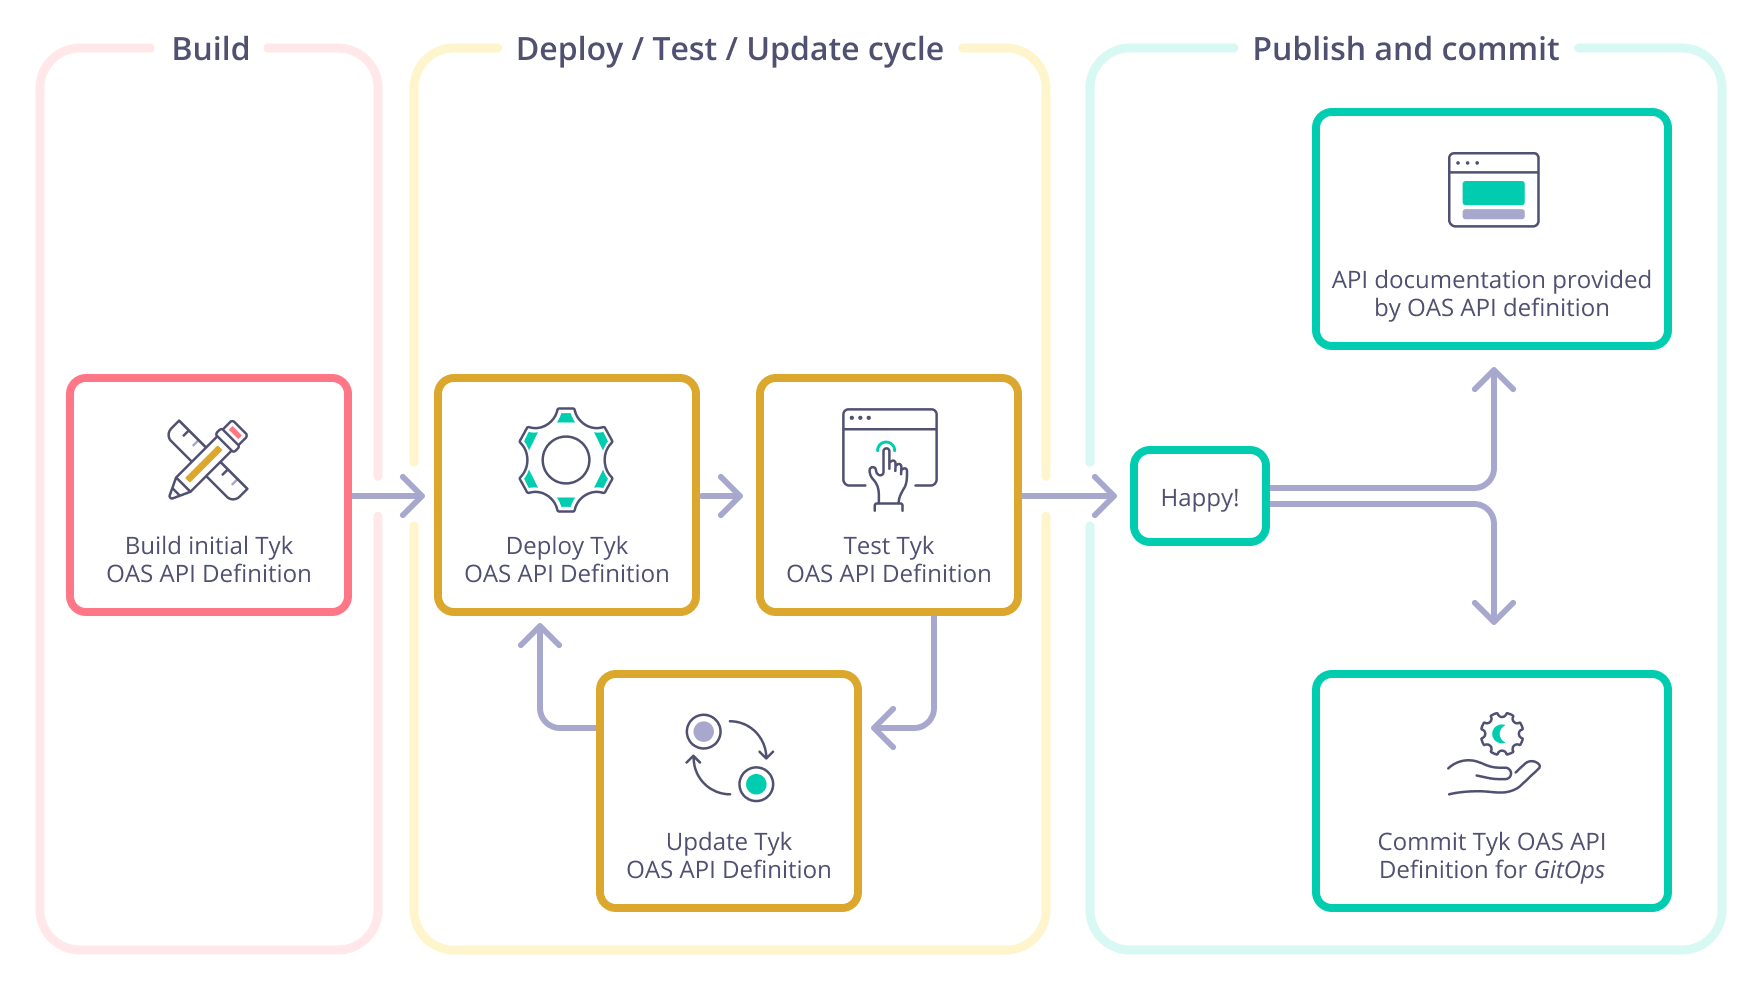 Build
Deploy / Test / Update cycle
Publish and commit
Build initial Tyk
OAS API Definition
Deploy Tyk
OAS API Definition
Test Tyk
OAS API Definition
Update Tyk
OAS API Definition
Happy!
API documentation provided
by OAS API definition
Commit Tyk OAS API
Definition for GitOps